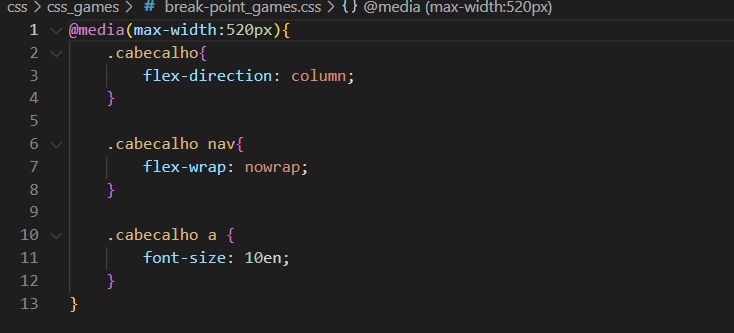 css > css_games > # break-point_games.css > {} @media (max-width:520px)
1 @media(max-width:520px){
2 .cabecalho{
3 flex-direction: column;
4 }
5
6 .cabecalho nav{
7 flex-wrap: nowrap;
8 }
9
10 .cabecalho a {
11 font-size: 10en;
12 }
13 }